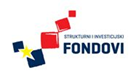 STRUKTURNI I INVESTICIJSKI
FONDOVI